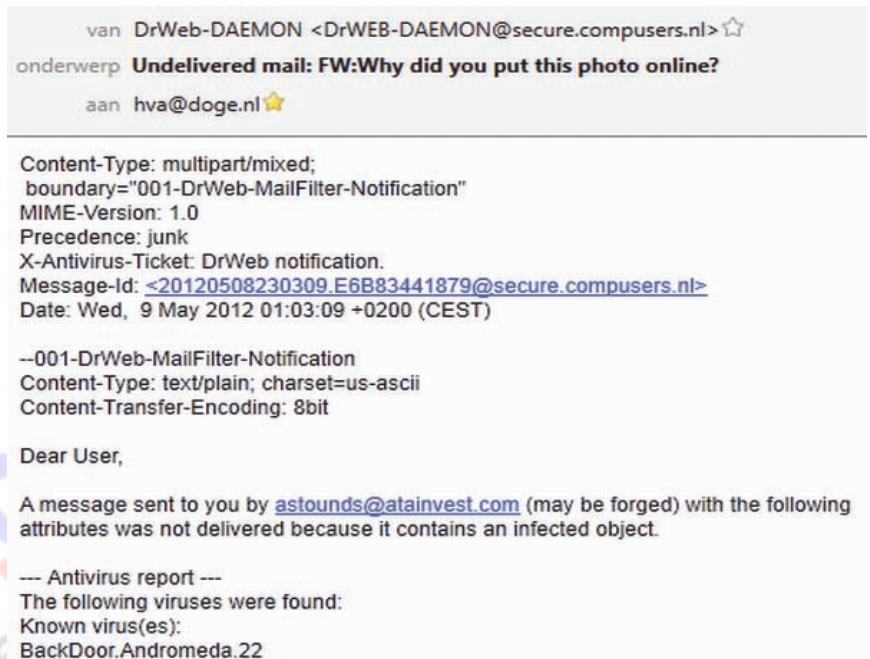 van DrWeb-DAEMON <DrWEB-DAEMON@secure.compusers.nl>
onderwerp Undelivered mail: FW:Why did you put this photo online?
aan hva@doge.nl
Content-Type: multipart/mixed;
boundary="001-DrWeb-MailFilter-Notification"
MIME-Version: 1.0
Precedence: junk
X-Antivirus-Ticket: DrWeb notification.
Message-Id: <20120508230309.E6B83441879@secure.compusers.nl>
Date: Wed, 9 May 2012 01:03:09 +0200 (CEST)
--001-DrWeb-MailFilter-Notification
Content-Type: text/plain; charset=us-ascii
Content-Transfer-Encoding: 8bit
Dear User,
A message sent to you by astounds@atainvest.com (may be forged) with the following
attributes was not delivered because it contains an infected object.
--- Antivirus report ---
The following viruses were found:
Known virus(es):
BackDoor.Andromeda.22